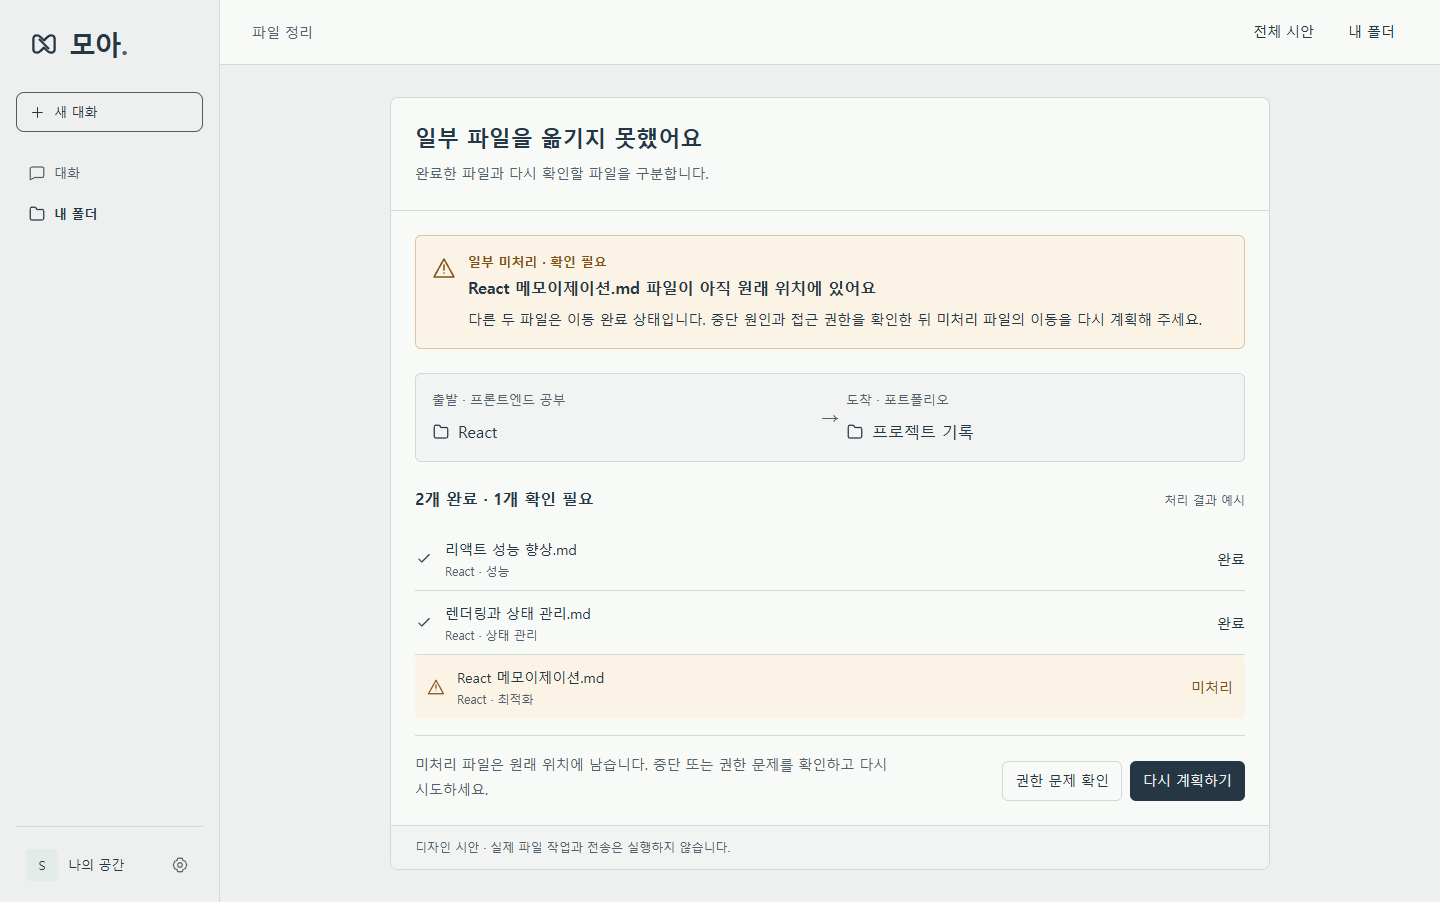 모아.
새 대화
대화
내 폴더
S
나의 공간
파일 정리
전체 시안
내 폴더
일부 파일을 옮기지 못했어요
완료한 파일과 다시 확인할 파일을 구분합니다.
일부 미처리 · 확인 필요
React 메모이제이션.md 파일이 아직 원래 위치에 있어요
다른 두 파일은 이동 완료 상태입니다. 중단 원인과 접근 권한을 확인한 뒤 미처리 파일의 이동을 다시 계획해 주세요.
출발 · 프론트엔드 공부
React
→
도착 · 포트폴리오
프로젝트 기록
2개 완료 · 1개 확인 필요
처리 결과 예시
리액트 성능 향상.md
React · 성능
완료
렌더링과 상태 관리.md
React · 상태 관리
완료
React 메모이제이션.md
React · 최적화
미처리
미처리 파일은 원래 위치에 남습니다. 중단 또는 권한 문제를 확인하고 다시
시도하세요.
권한 문제 확인
다시 계획하기
디자인 시안 · 실제 파일 작업과 전송은 실행하지 않습니다.